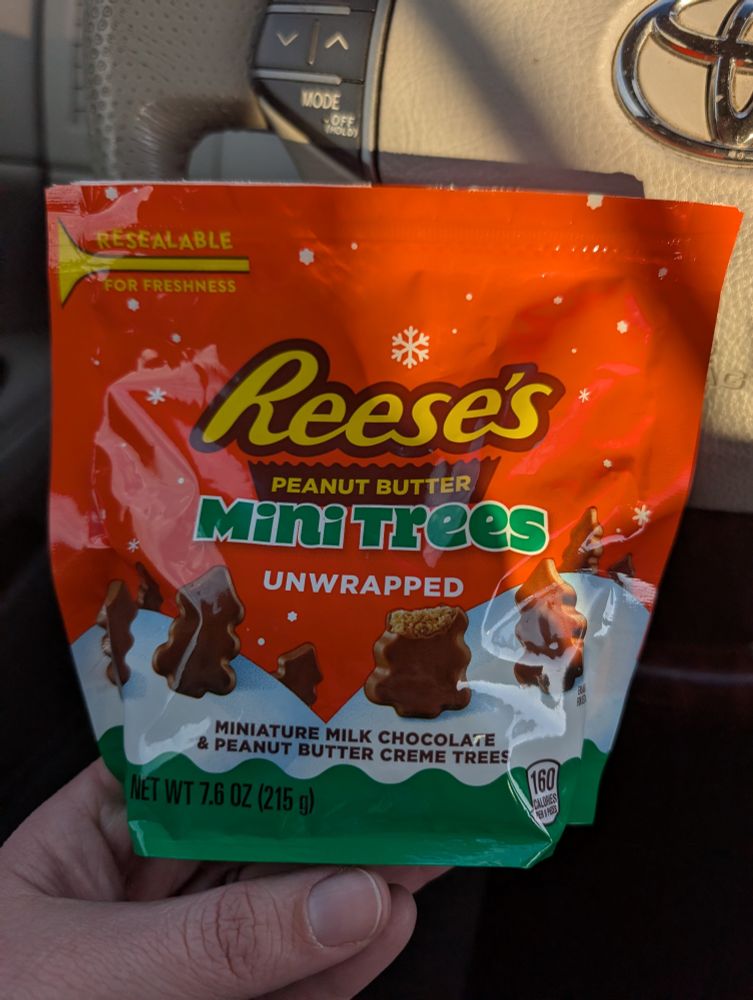 MODE
OFF
(HOLD)
RESEALABLE
FOR FRESHNESS
Reese's
PEANUT BUTTER
Mini Trees
UNWRAPPED
MINIATURE MILK CHOCOLATE
& PEANUT BUTTER CREME TREES
NET WT 7.6 OZ (215 g)
160
CALORIES